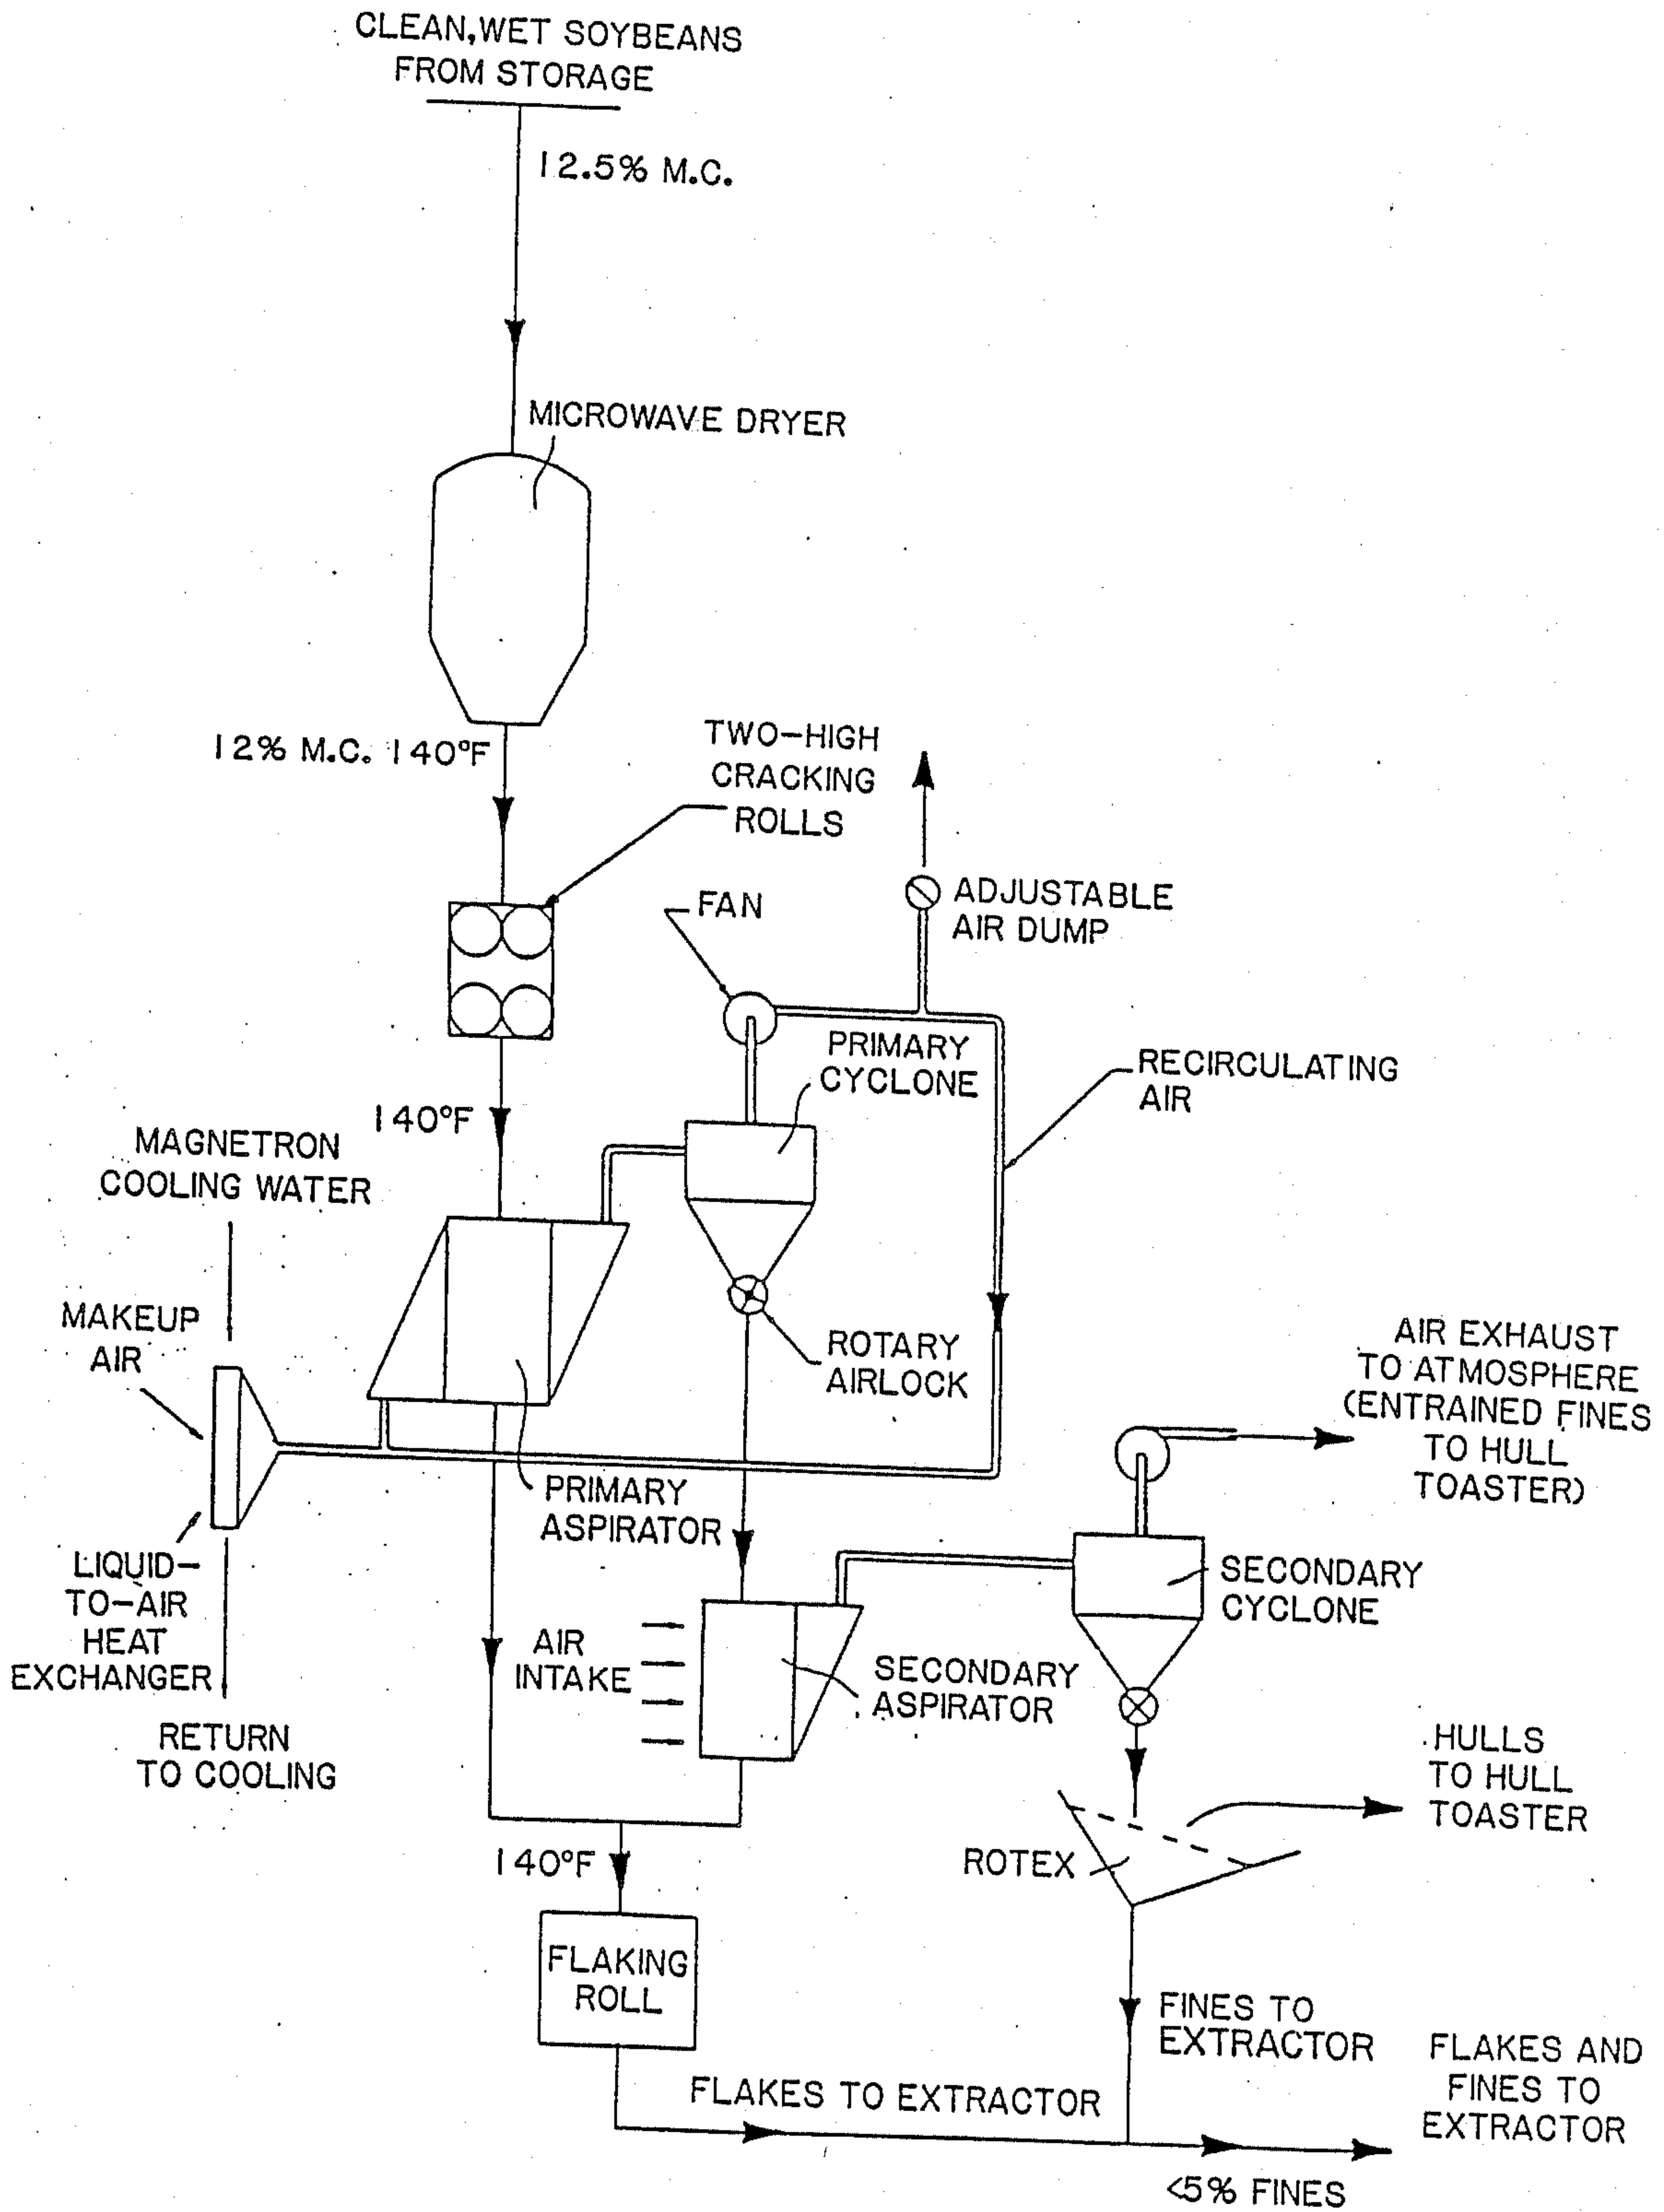 CLEAN, WET SOYBEANS
FROM STORAGE
12.5% M.C.
MICROWAVE DRYER
12% M.C. 140°F
TWO-HIGH
CRACKING
ROLLS
FAN
ADJUSTABLE
AIR DUMP
PRIMARY
CYCLONE
RECIRCULATING
AIR
140°F
MAGNETRON
COOLING WATER
MAKEUP
AIR
ROTARY
AIRLOCK
AIR EXHAUST
TO ATMOSPHERE
(ENTRAINED FINES
TO HULL
TOASTER)
PRIMARY
ASPIRATOR
LIQUID-
TO-AIR
HEAT
EXCHANGER
SECONDARY
CYCLONE
AIR
INTAKE
SECONDARY
ASPIRATOR
RETURN
TO COOLING
HULLS
TO HULL
TOASTER
140°F
ROTEX
FLAKING
ROLL
FINES TO
EXTRACTOR
FLAKES TO EXTRACTOR
FLAKES AND
FINES TO
EXTRACTOR
<5% FINES